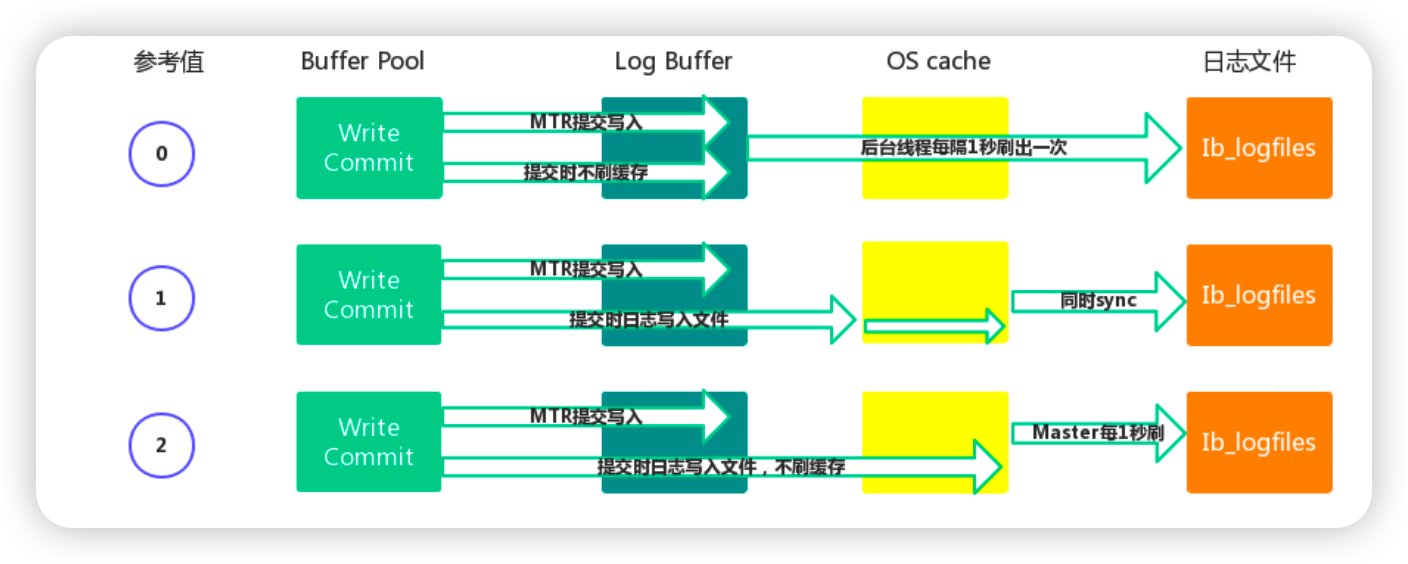 参考值 Buffer Pool Log Buffer OS cache 日志文件
0
Write
Commit
MTR提交写入
提交时不刷缓存
后台线程每隔1秒刷出一次
Ib_logfiles
1
Write
Commit
MTR提交写入
提交时日志写入文件
同时sync
Ib_logfiles
2
Write
Commit
MTR提交写入
提交时日志写入文件，不刷缓存
Master每1秒刷
Ib_logfiles